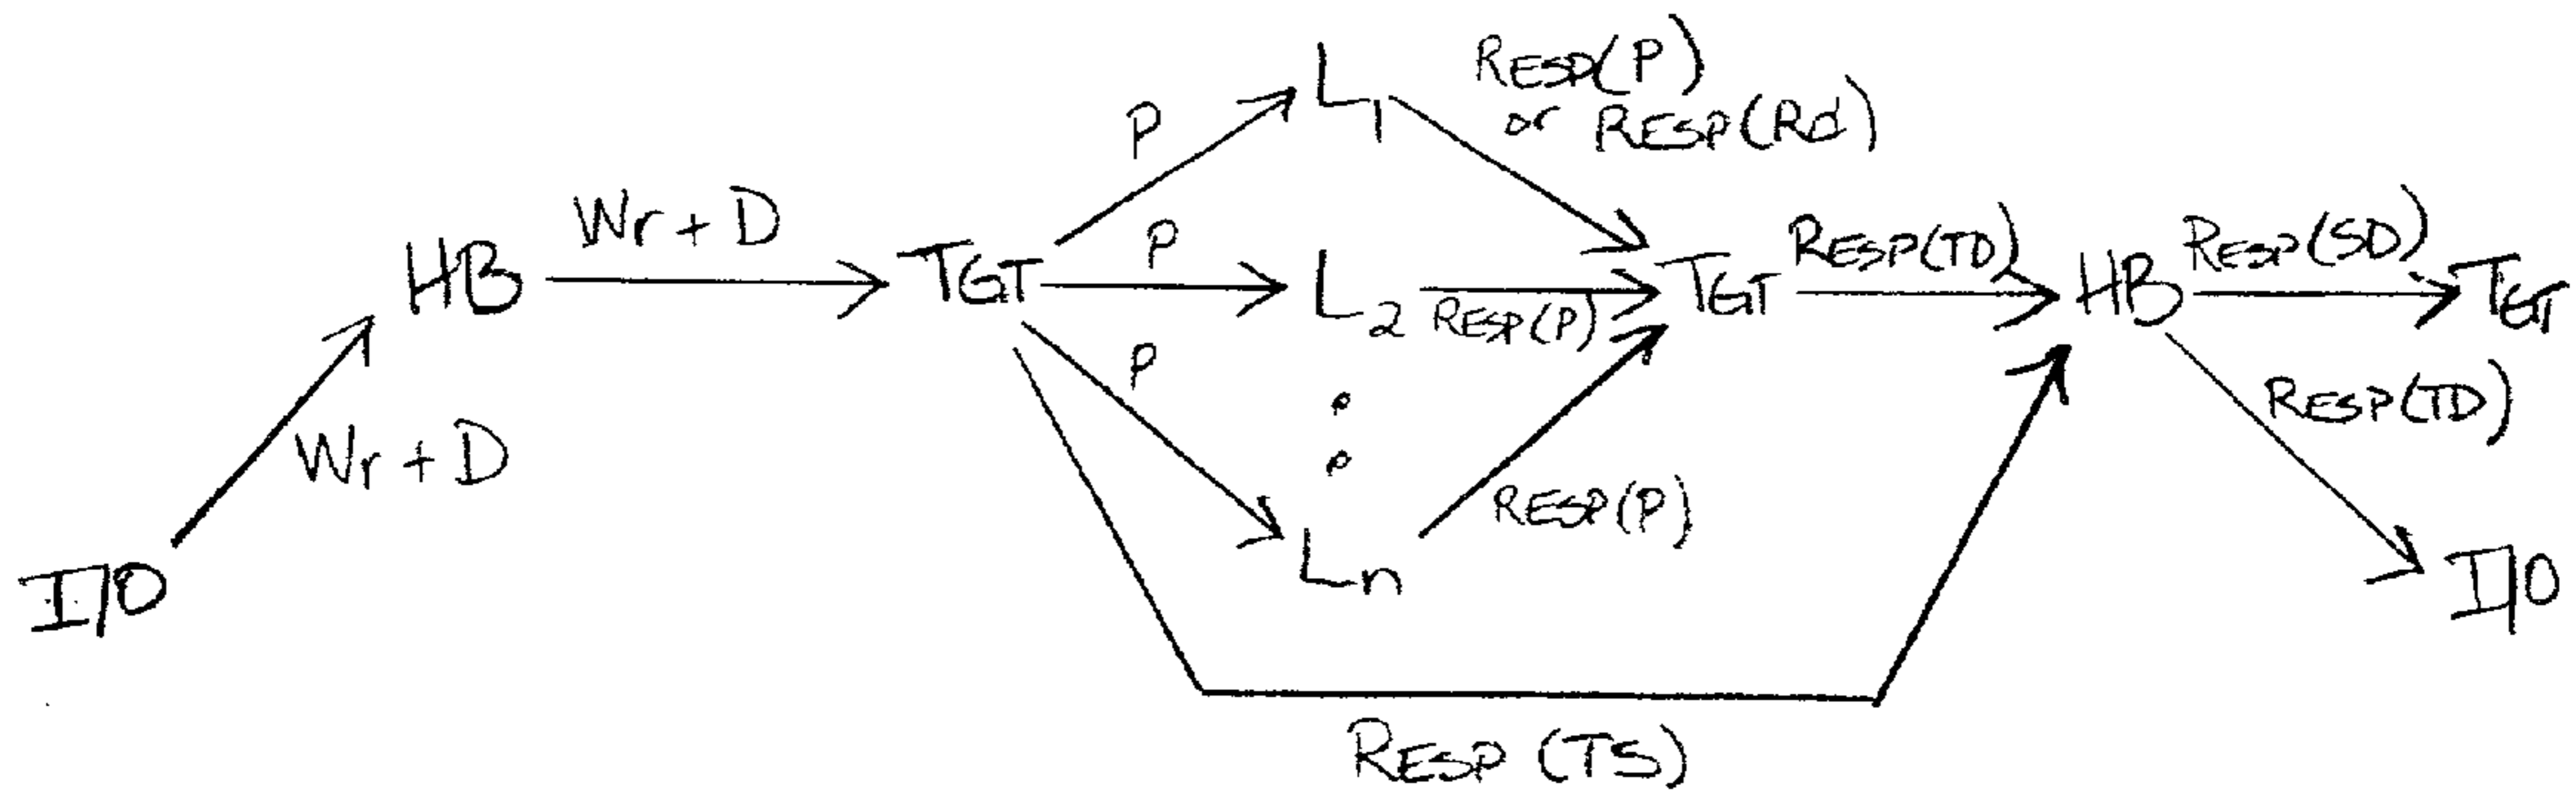 I/O
Wr + D
HB
Wr + D
TGT
P
P
P
L1
L2
Ln
RESP(P)
or RESP(Rd)
RESP(P)
RESP(P)
RESP (TS)
TGT
RESP(TD)
HB
RESP(SD)
TGT
RESP(TD)
I/O